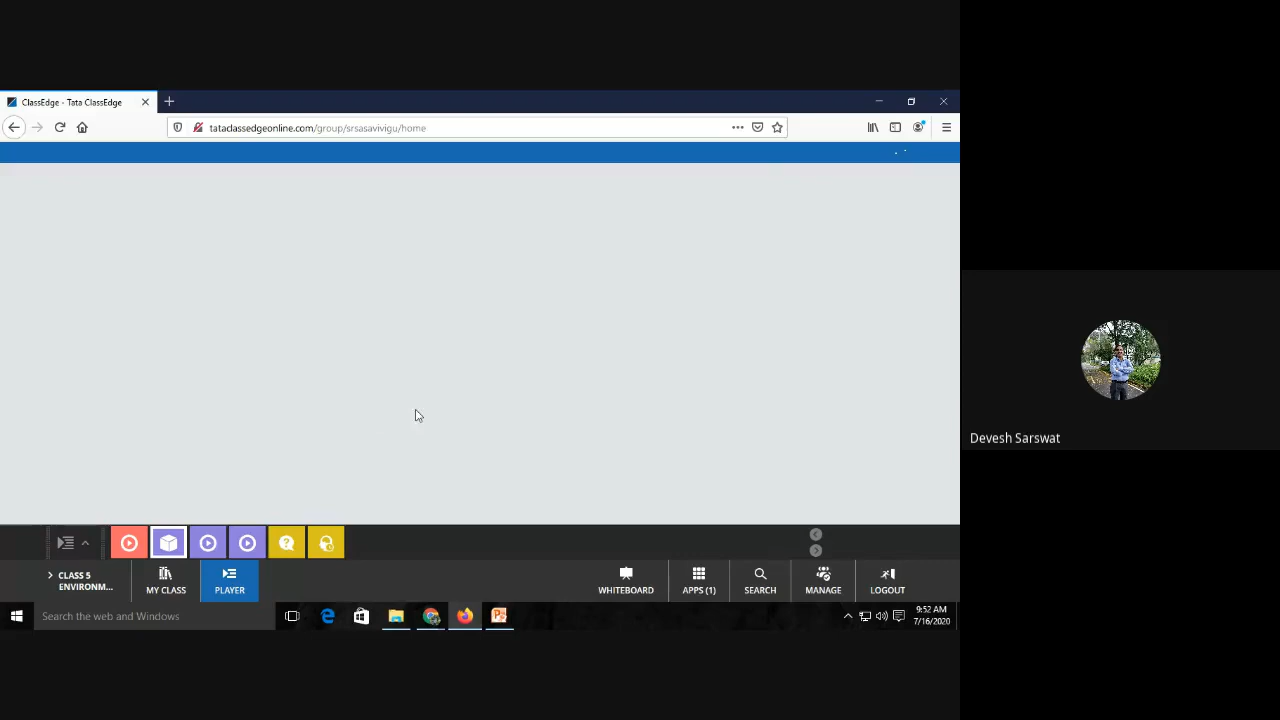 ClassEdge - Tata ClassEdge
tataclassedgeonline.com/group/srsasavivigu/home
Devesh Sarswat
CLASS 5
ENVIRONM...
MY CLASS
PLAYER
WHITEBOARD
APPS (1)
SEARCH
MANAGE
LOGOUT
Search the web and Windows
9:52 AM
7/16/2020